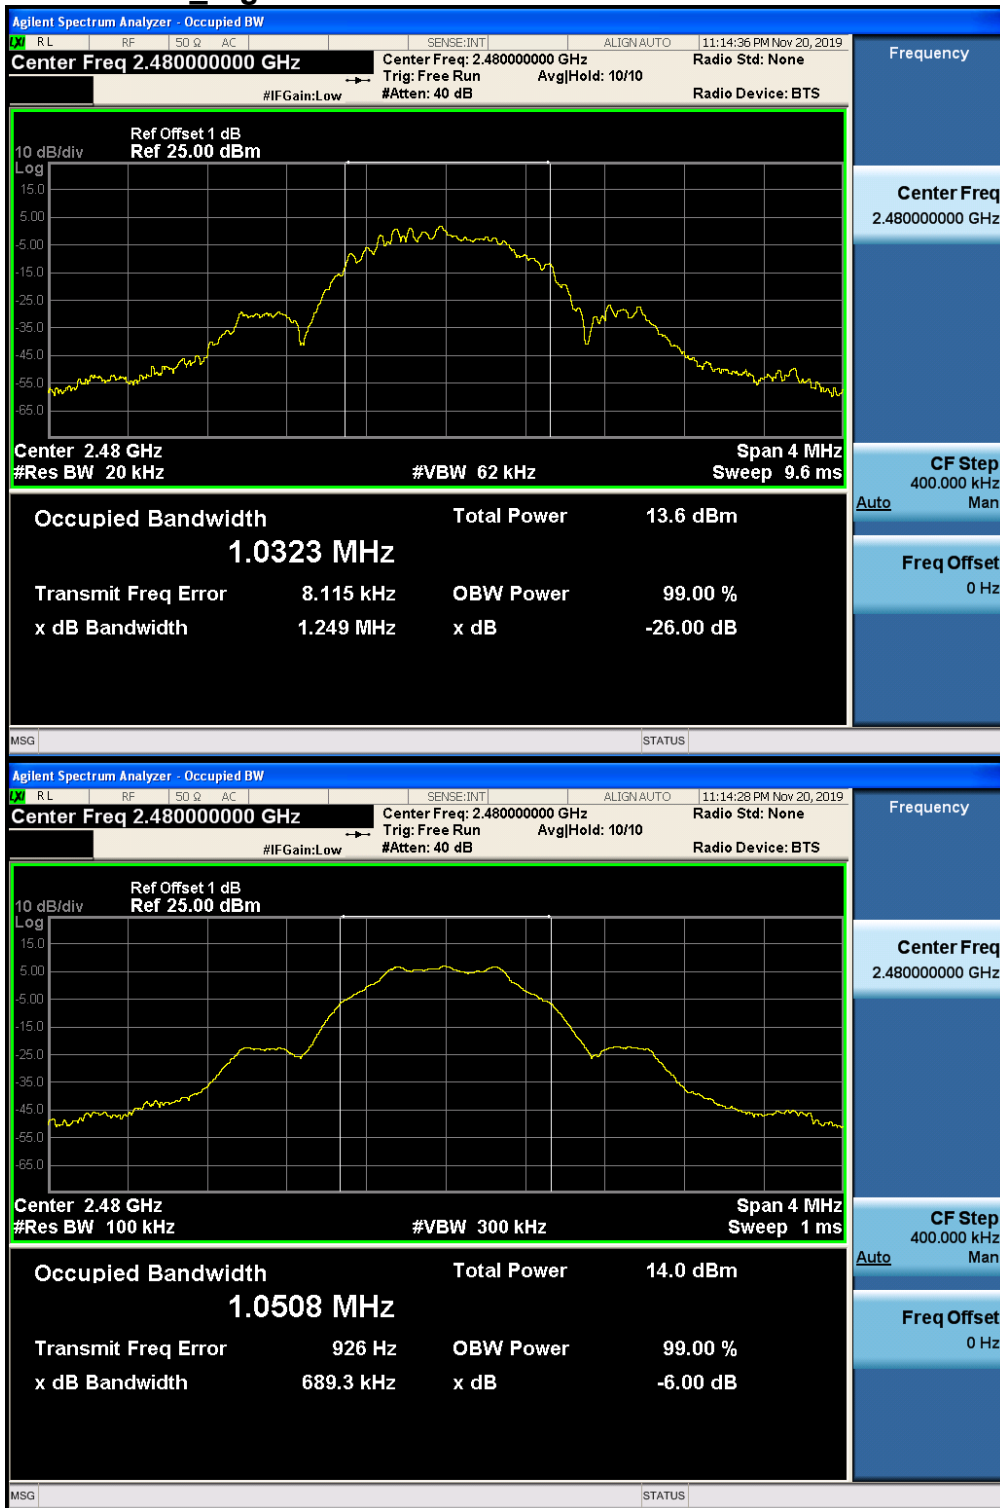 Agilent Spectrum Analyzer - Occupied BW
LXI RL RF 50 Ω AC SENSE:INT ALIGN AUTO 11:14:36 PM Nov 20, 2019
Center Freq 2.480000000 GHz
Center Freq: 2.480000000 GHz
Radio Std: None
Trig: Free Run Avg|Hold: 10/10
#IFGain:Low
#Atten: 40 dB
Radio Device: BTS
Frequency
Ref Offset 1 dB
10 dB/div Ref 25.00 dBm
Log
15.0
5.00
-5.00
-15.0
-25.0
-35.0
-45.0
-55.0
-65.0
Center 2.48 GHz Span 4 MHz
#Res BW 20 kHz #VBW 62 kHz Sweep 9.6 ms
Center Freq
2.480000000 GHz
CF Step
400.000 kHz
Auto Man
Freq Offset
0 Hz
Occupied Bandwidth Total Power 13.6 dBm
1.0323 MHz
Transmit Freq Error 8.115 kHz OBW Power 99.00 %
x dB Bandwidth 1.249 MHz x dB -26.00 dB
MSG STATUS
Agilent Spectrum Analyzer - Occupied BW
LXI RL RF 50 Ω AC SENSE:INT ALIGN AUTO 11:14:28 PM Nov 20, 2019
Center Freq 2.480000000 GHz
Center Freq: 2.480000000 GHz
Radio Std: None
Trig: Free Run Avg|Hold: 10/10
#IFGain:Low
#Atten: 40 dB
Radio Device: BTS
Frequency
Ref Offset 1 dB
10 dB/div Ref 25.00 dBm
Log
15.0
5.00
-5.00
-15.0
-25.0
-35.0
-45.0
-55.0
-65.0
Center 2.48 GHz Span 4 MHz
#Res BW 100 kHz #VBW 300 kHz Sweep 1 ms
Center Freq
2.480000000 GHz
CF Step
400.000 kHz
Auto Man
Freq Offset
0 Hz
Occupied Bandwidth Total Power 14.0 dBm
1.0508 MHz
Transmit Freq Error 926 Hz OBW Power 99.00 %
x dB Bandwidth 689.3 kHz x dB -6.00 dB
MSG STATUS